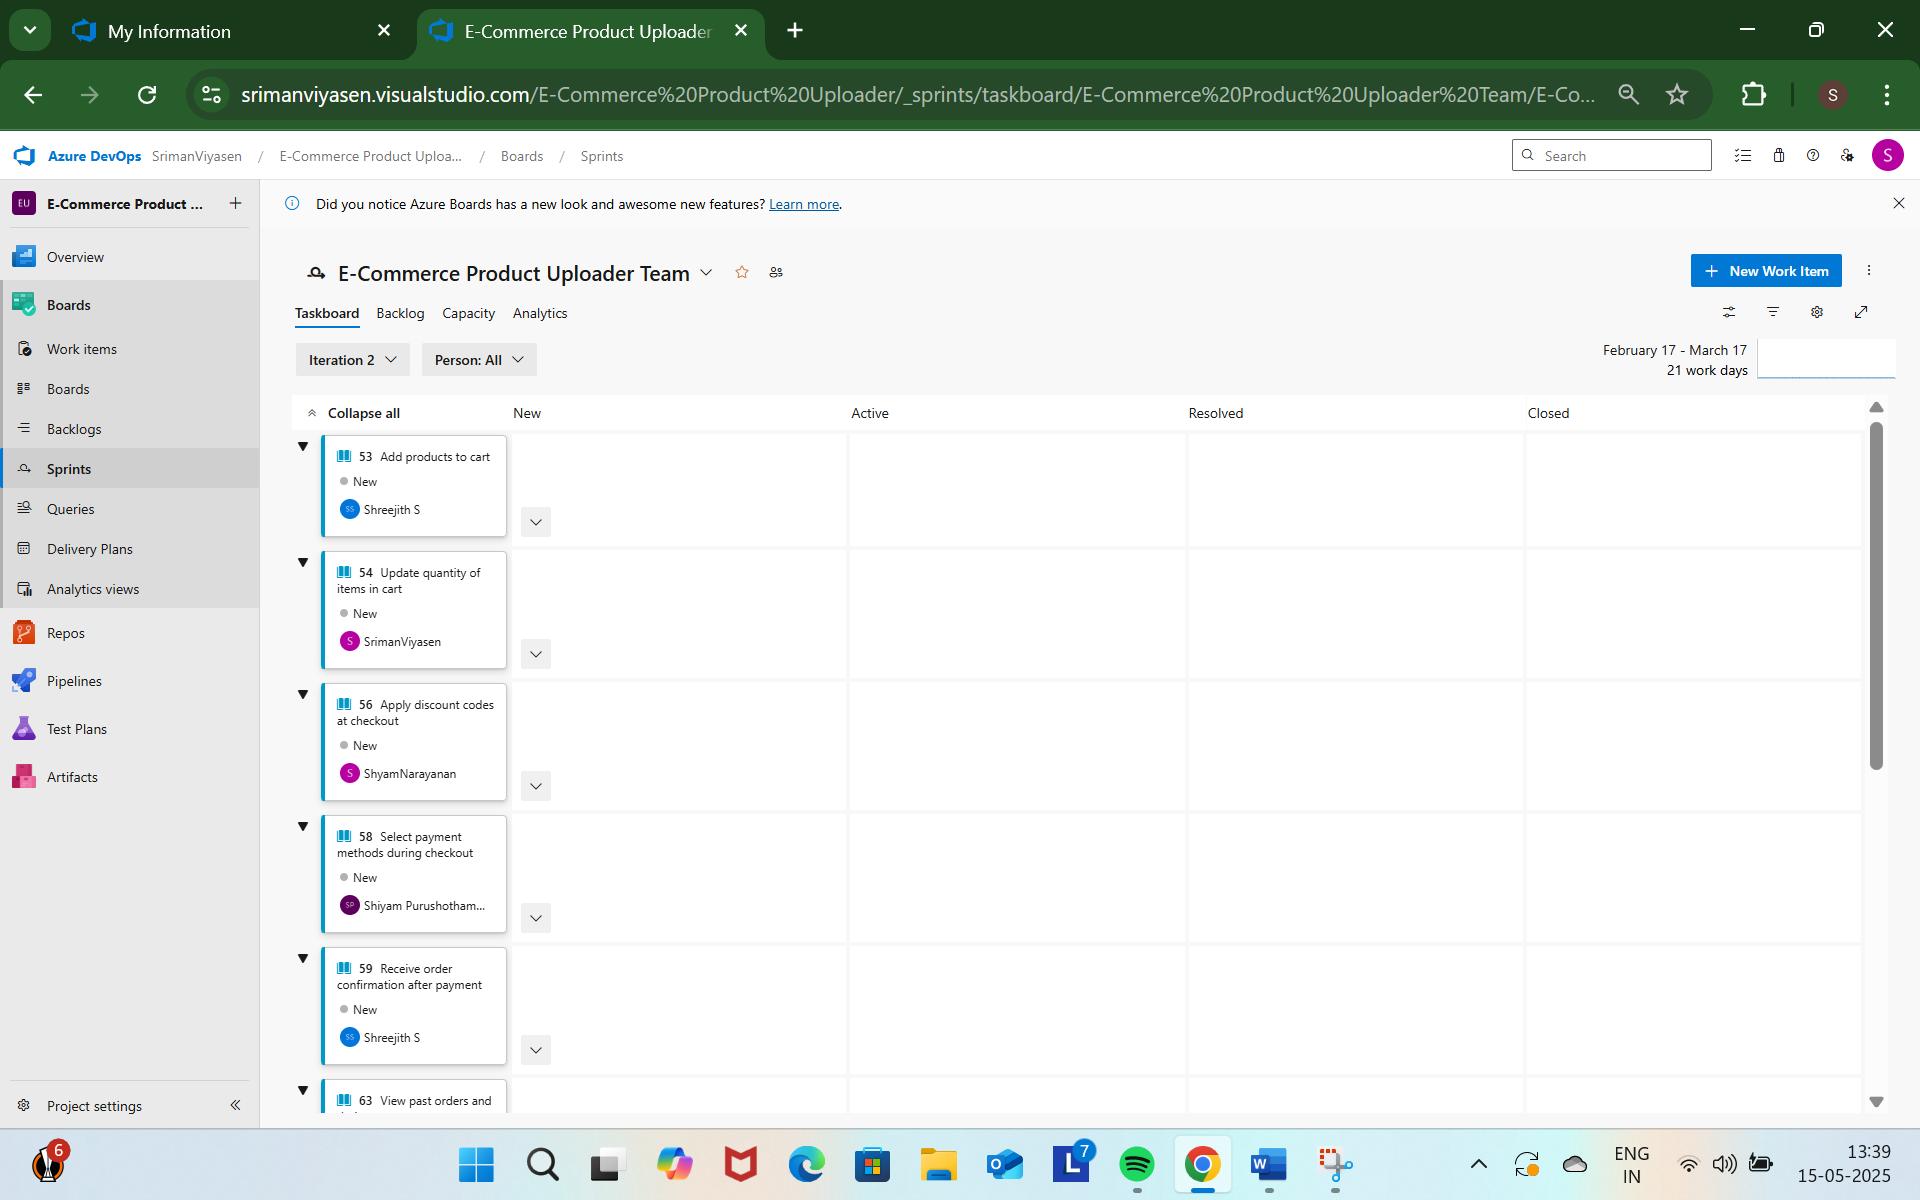 My Information
E-Commerce Product Uploader
srimanviyasen.visualstudio.com/E-Commerce%20Product%20Uploader/_sprints/taskboard/E-Commerce%20Product%20Uploader%20Team/E-Co...
S
Azure DevOps SrimanViyasen / E-Commerce Product Uploa... / Boards / Sprints
Search
S
EU E-Commerce Product ... +
Did you notice Azure Boards has a new look and awesome new features? Learn more.
Overview
Boards
Work items
Boards
Backlogs
Sprints
Queries
Delivery Plans
Analytics views
Repos
Pipelines
Test Plans
Artifacts
Project settings
E-Commerce Product Uploader Team
+ New Work Item
Taskboard Backlog Capacity Analytics
Iteration 2 Person: All
February 17 - March 17
21 work days
Collapse all New Active Resolved Closed
53 Add products to cart
New
SS Shreejith S
54 Update quantity of
items in cart
New
S SrimanViyasen
56 Apply discount codes
at checkout
New
S ShyamNarayanan
58 Select payment
methods during checkout
New
SP Shiyam Purushotham...
59 Receive order
confirmation after payment
New
SS Shreejith S
63 View past orders and
6
L 7
W
ENG
IN
13:39
15-05-2025